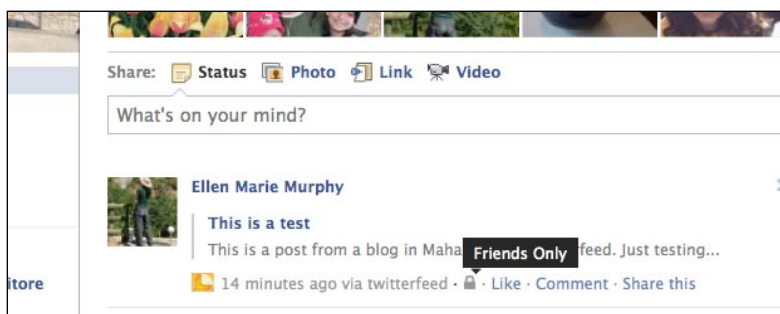 Share: Status Photo Link Video
What's on your mind?
Ellen Marie Murphy
This is a test
This is a post from a blog in Maha feed. Just testing...
Friends Only
itore 14 minutes ago via twitterfeed · · Like · Comment · Share this